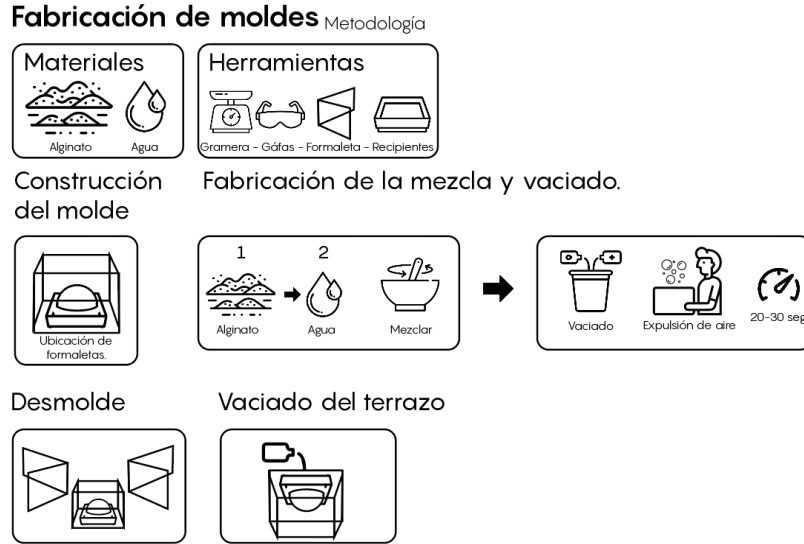 Fabricación de moldes Metodología
Materiales
Alginato Agua
Herramientas
Gramera - Gáfas - Formaleta - Recipientes
Construcción
del molde
Ubicación de
formaletas.
Fabricación de la mezcla y vaciado.
1 2
Alginato Agua Mezclar
Vaciado Expulsión de aire 20-30 seg
Desmolde
Vaciado del terrazo